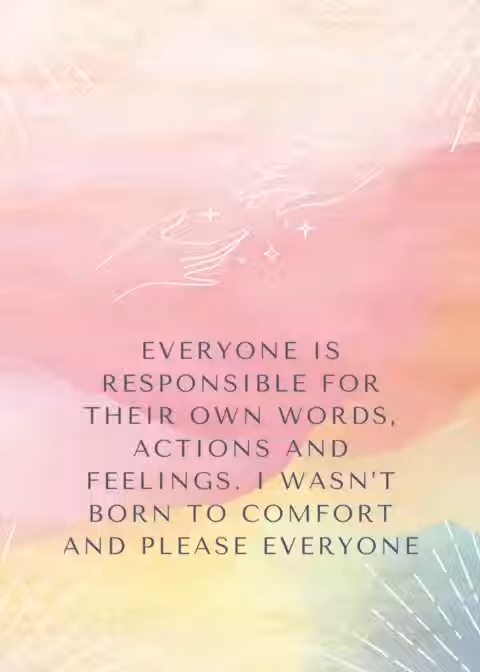 EVERYONE IS
RESPONSIBLE FOR
THEIR OWN WORDS,
ACTIONS AND
FEELINGS. I WASN'T
BORN TO COMFORT
AND PLEASE EVERYONE